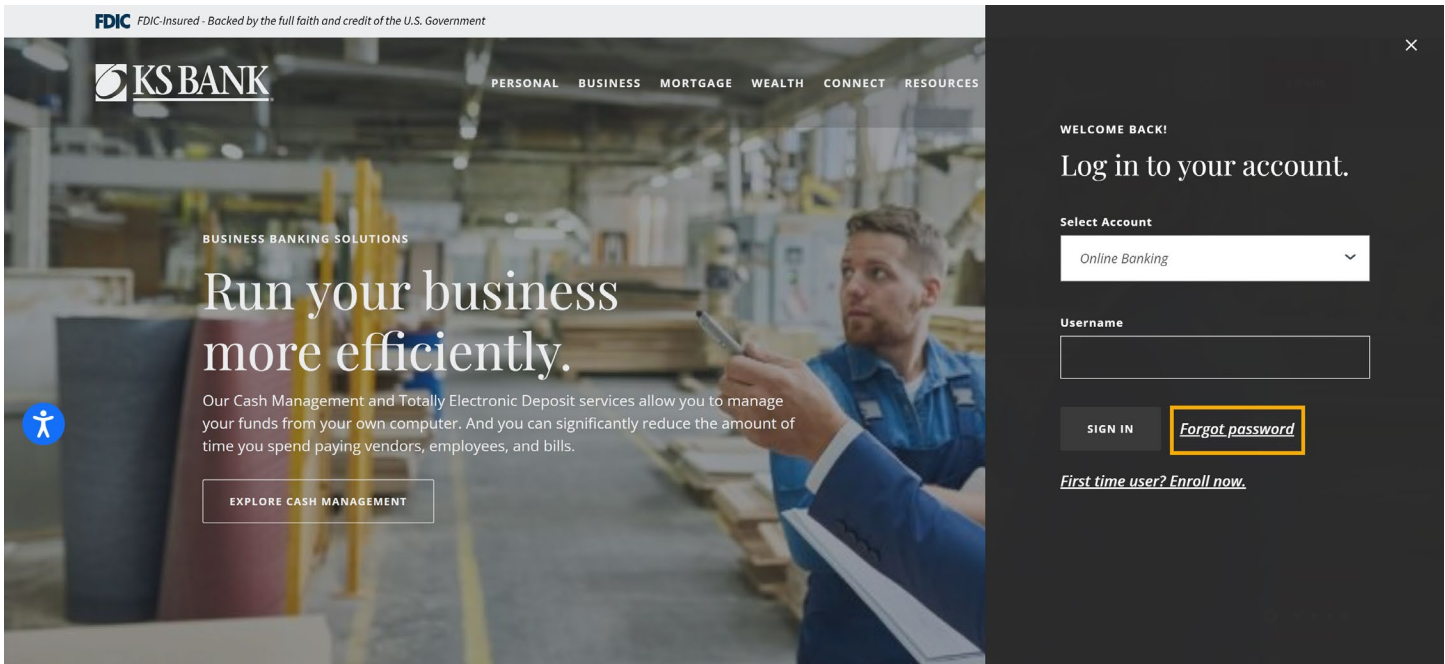 FDIC FDIC-Insured - Backed by the full faith and credit of the U.S. Government
KS BANK
PERSONAL BUSINESS MORTGAGE WEALTH CONNECT RESOURCES
BUSINESS BANKING SOLUTIONS
Run your business
more efficiently.
Our Cash Management and Totally Electronic Deposit services allow you to manage
your funds from your own computer. And you can significantly reduce the amount of
time you spend paying vendors, employees, and bills.
EXPLORE CASH MANAGEMENT
WELCOME BACK!
Log in to your account.
Select Account
Online Banking
Username
SIGN IN Forgot password
First time user? Enroll now.